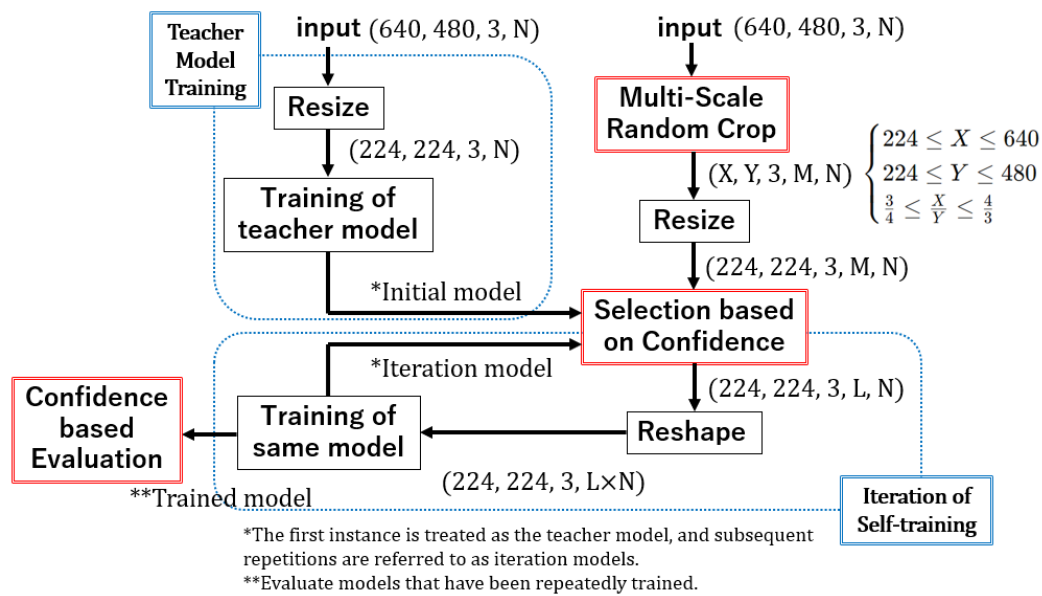 Teacher
Model
Training
input (640, 480, 3, N)
Resize
(224, 224, 3, N)
Training of
teacher model
*Initial model
input (640, 480, 3, N)
Multi-Scale
Random Crop
(X, Y, 3, M, N)
224 ≤ X ≤ 640
224 ≤ Y ≤ 480
3/4 ≤ X/Y ≤ 4/3
Resize
(224, 224, 3, M, N)
Selection based
on Confidence
*Iteration model
(224, 224, 3, L, N)
Reshape
(224, 224, 3, L×N)
Training of
same model
Confidence
based
Evaluation
**Trained model
Iteration of
Self-training
*The first instance is treated as the teacher model, and subsequent
repetitions are referred to as iteration models.
**Evaluate models that have been repeatedly trained.